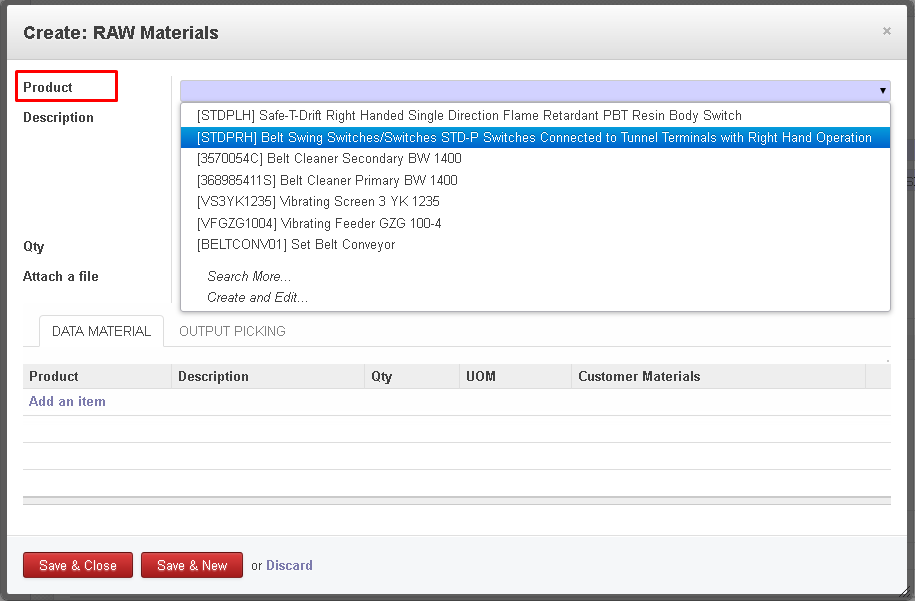 Create: RAW Materials
×
Product
Description
[STDPLH] Safe-T-Drift Right Handed Single Direction Flame Retardant PBT Resin Body Switch
[STDPRH] Belt Swing Switches/Switches STD-P Switches Connected to Tunnel Terminals with Right Hand Operation
[3570054C] Belt Cleaner Secondary BW 1400
[368985411S] Belt Cleaner Primary BW 1400
[VS3YK1235] Vibrating Screen 3 YK 1235
[VFGZG1004] Vibrating Feeder GZG 100-4
[BELTCONV01] Set Belt Conveyor
Search More...
Create and Edit...
Qty
Attach a file
DATA MATERIAL OUTPUT PICKING
Product Description Qty UOM Customer Materials
Add an item
Save & Close Save & New or Discard